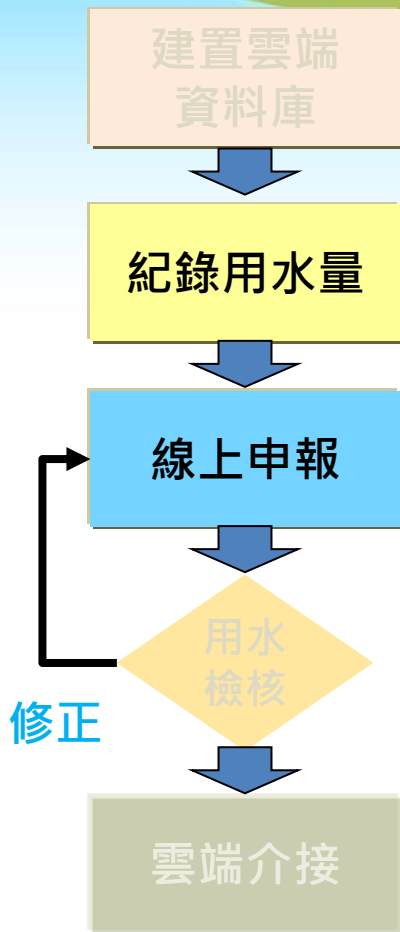 建置雲端
資料庫
紀錄用水量
線上申報
用水
檢核
修正
雲端介接